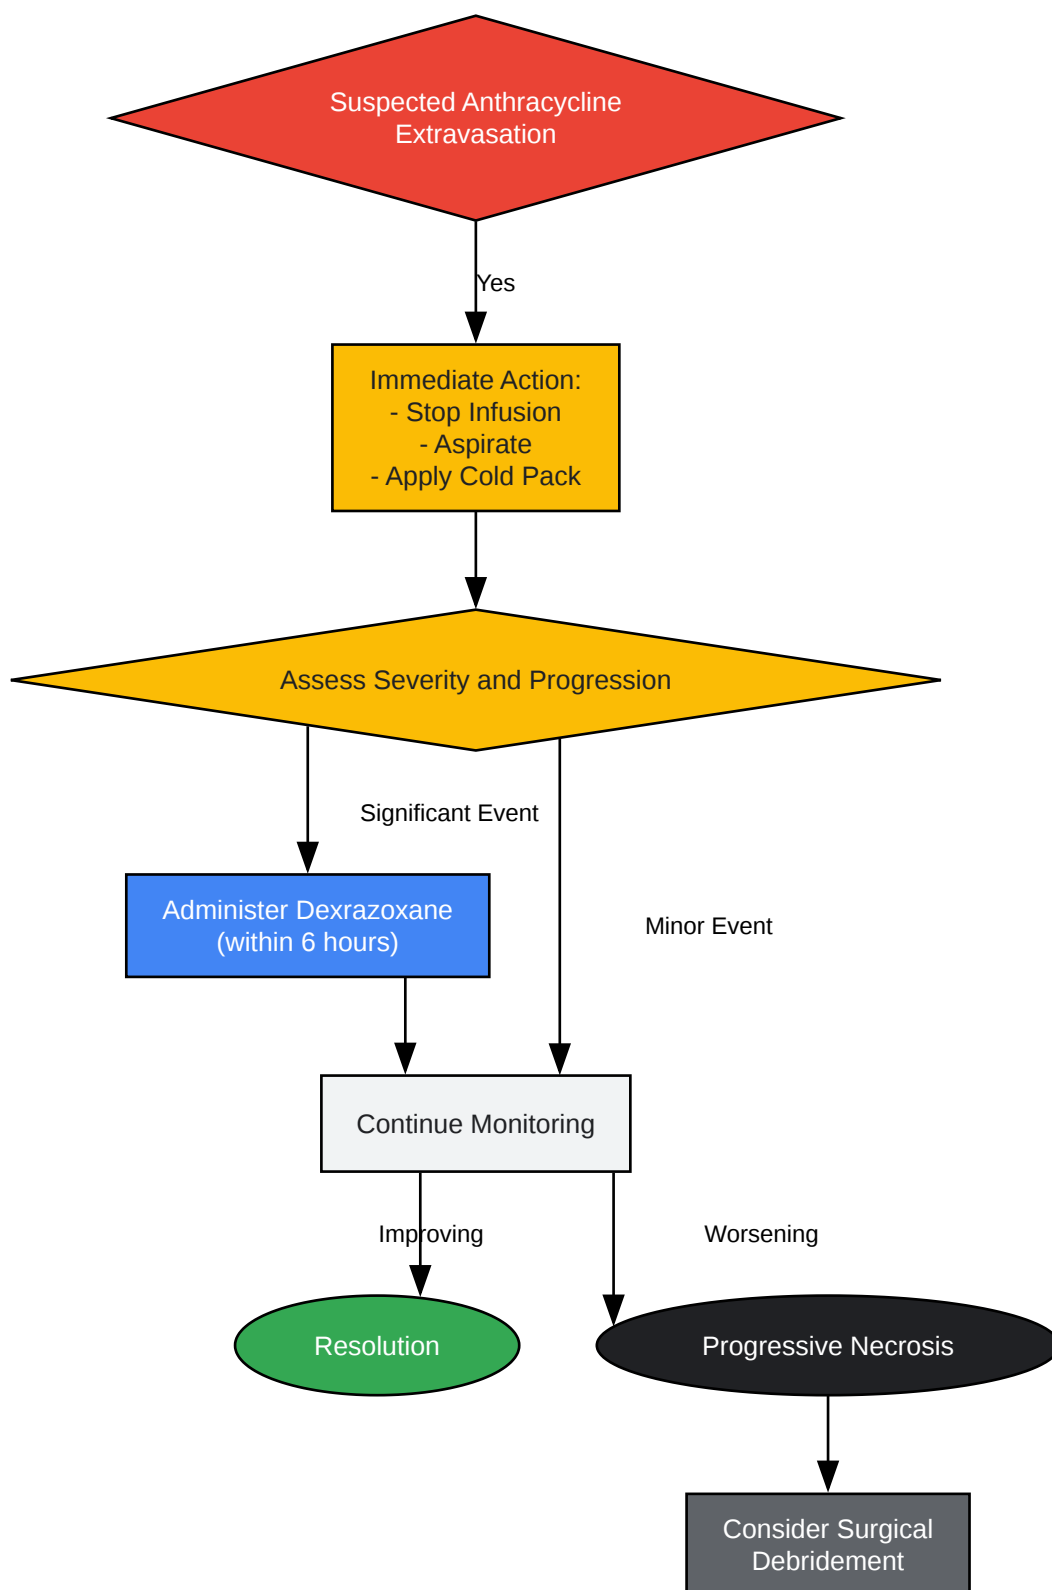 Suspected Anthracycline
Extravasation
Yes
Immediate Action:
- Stop Infusion
- Aspirate
- Apply Cold Pack
Assess Severity and Progression
Significant Event
Administer Dexrazoxane
(within 6 hours)
Minor Event
Continue Monitoring
Improving
Worsening
Resolution
Progressive Necrosis
Consider Surgical
Debridement